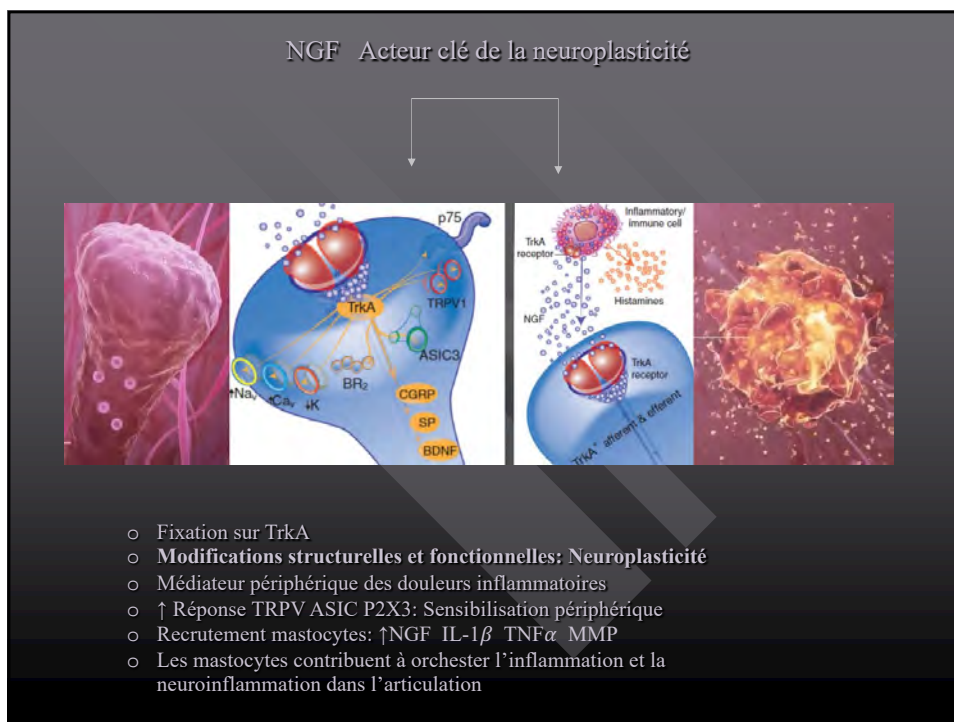 NGF Acteur clé de la neuroplasticité
p75
TrkA
TRPV1
ASIC3
BR₂
↑Naᵥ
↑Caᵥ
↓K
CGRP
SP
BDNF
Inflammatory/
immune cell
TrkA
receptor
Histamines
NGF
TrkA
receptor
TrkA⁺ afferent & efferent
o Fixation sur TrkA
o Modifications structurelles et fonctionnelles: Neuroplasticité
o Médiateur périphérique des douleurs inflammatoires
o ↑ Réponse TRPV ASIC P2X3: Sensibilisation périphérique
o Recrutement mastocytes: ↑NGF IL-1𝛽 TNF𝛼 MMP
o Les mastocytes contribuent à orchester l’inflammation et la
neuroinflammation dans l’articulation